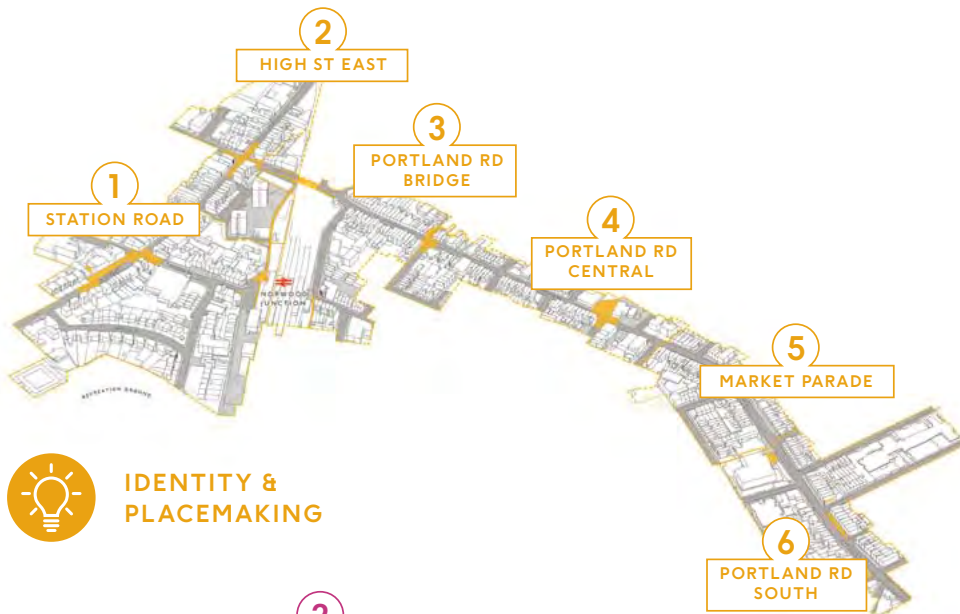 2
HIGH ST EAST
3
PORTLAND RD
BRIDGE
1
STATION ROAD
4
PORTLAND RD
CENTRAL
NORWOOD
JUNCTION
5
MARKET PARADE
RECREATION GROUND
IDENTITY &
PLACEMAKING
6
PORTLAND RD
SOUTH
2